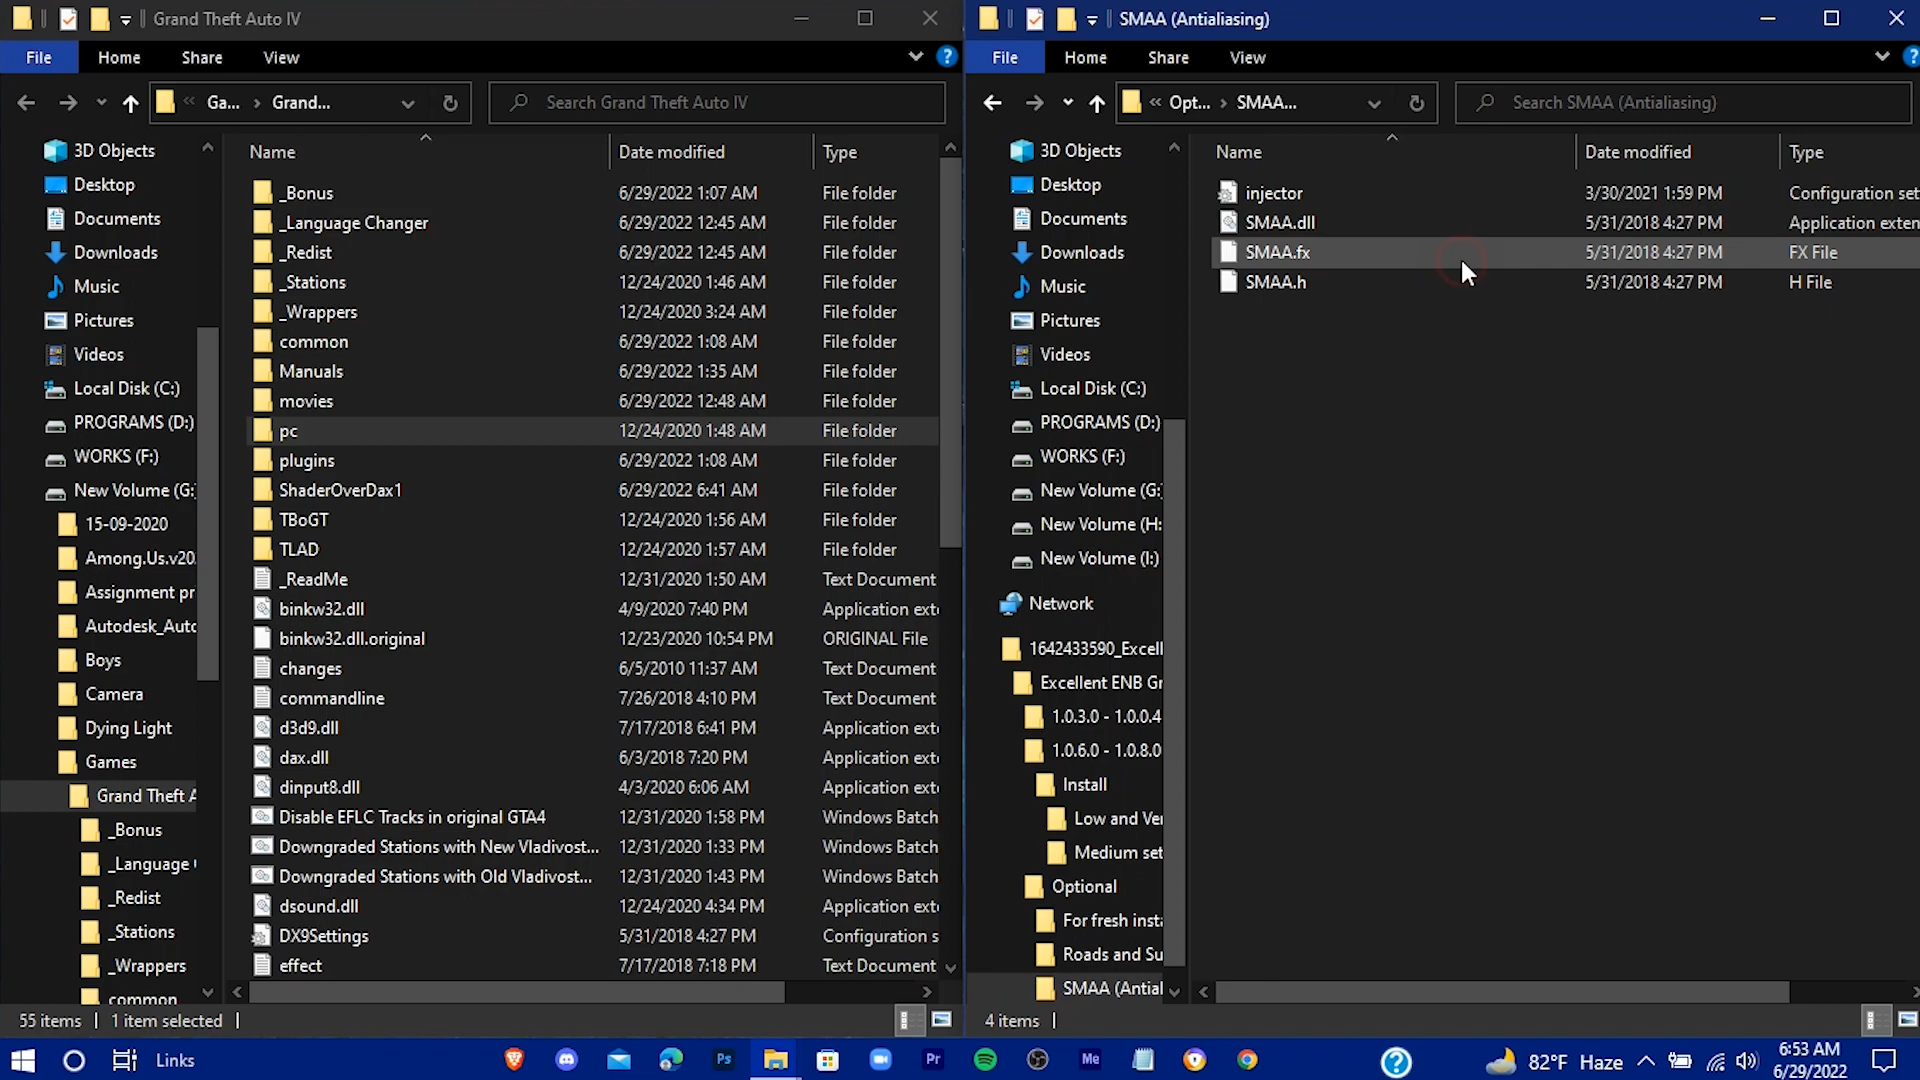 Grand Theft Auto IV
File Home Share View
Ga... Grand...
Search Grand Theft Auto IV
3D Objects
Desktop
Documents
Downloads
Music
Pictures
Videos
Local Disk (C:)
PROGRAMS (D:)
WORKS (F:)
New Volume (G:
15-09-2020
Among.Us.v20
Assignment pr
Autodesk_Auto
Boys
Camera
Dying Light
Games
Grand Theft A
_Bonus
_Language
_Redist
_Stations
_Wrappers
common
Name Date modified Type
_Bonus 6/29/2022 1:07 AM File folder
_Language Changer 6/29/2022 12:45 AM File folder
_Redist 6/29/2022 12:45 AM File folder
_Stations 12/24/2020 1:46 AM File folder
_Wrappers 12/24/2020 3:24 AM File folder
common 6/29/2022 1:08 AM File folder
Manuals 6/29/2022 1:35 AM File folder
movies 6/29/2022 12:48 AM File folder
pc 12/24/2020 1:48 AM File folder
plugins 6/29/2022 1:08 AM File folder
ShaderOverDax1 6/29/2022 6:41 AM File folder
TBoGT 12/24/2020 1:56 AM File folder
TLAD 12/24/2020 1:57 AM File folder
_ReadMe 12/31/2020 1:50 AM Text Document
binkw32.dll 4/9/2020 7:40 PM Application exte
binkw32.dll.original 12/23/2020 10:54 PM ORIGINAL File
changes 6/5/2010 11:37 AM Text Document
commandline 7/26/2018 4:10 PM Text Document
d3d9.dll 7/17/2018 6:41 PM Application exte
dax.dll 6/3/2018 7:20 PM Application exte
dinput8.dll 4/3/2020 6:06 AM Application exte
Disable EFLC Tracks in original GTA4 12/31/2020 1:58 PM Windows Batch
Downgraded Stations with New Vladivost... 12/31/2020 1:33 PM Windows Batch
Downgraded Stations with Old Vladivost... 12/31/2020 1:43 PM Windows Batch
dsound.dll 12/24/2020 4:34 PM Application exte
DX9Settings 5/31/2018 4:27 PM Configuration s
effect 7/17/2018 7:18 PM Text Document
55 items 1 item selected
SMAA (Antialiasing)
File Home Share View
Opt... SMAA...
Search SMAA (Antialiasing)
3D Objects
Desktop
Documents
Downloads
Music
Pictures
Videos
Local Disk (C:)
PROGRAMS (D:)
WORKS (F:)
New Volume (G:
New Volume (H:
New Volume (I:)
Network
1642433590_Excell
Excellent ENB Gr
1.0.3.0 - 1.0.0.4
1.0.6.0 - 1.0.8.0
Install
Low and Ver
Medium set
Optional
For fresh insta
Roads and Su
SMAA (Antial
Name Date modified Type
injector 3/30/2021 1:59 PM Configuration set
SMAA.dll 5/31/2018 4:27 PM Application exten
SMAA.fx 5/31/2018 4:27 PM FX File
SMAA.h 5/31/2018 4:27 PM H File
4 items
Links
Ps
Pr
Me
82°F Haze
6:53 AM
6/29/2022